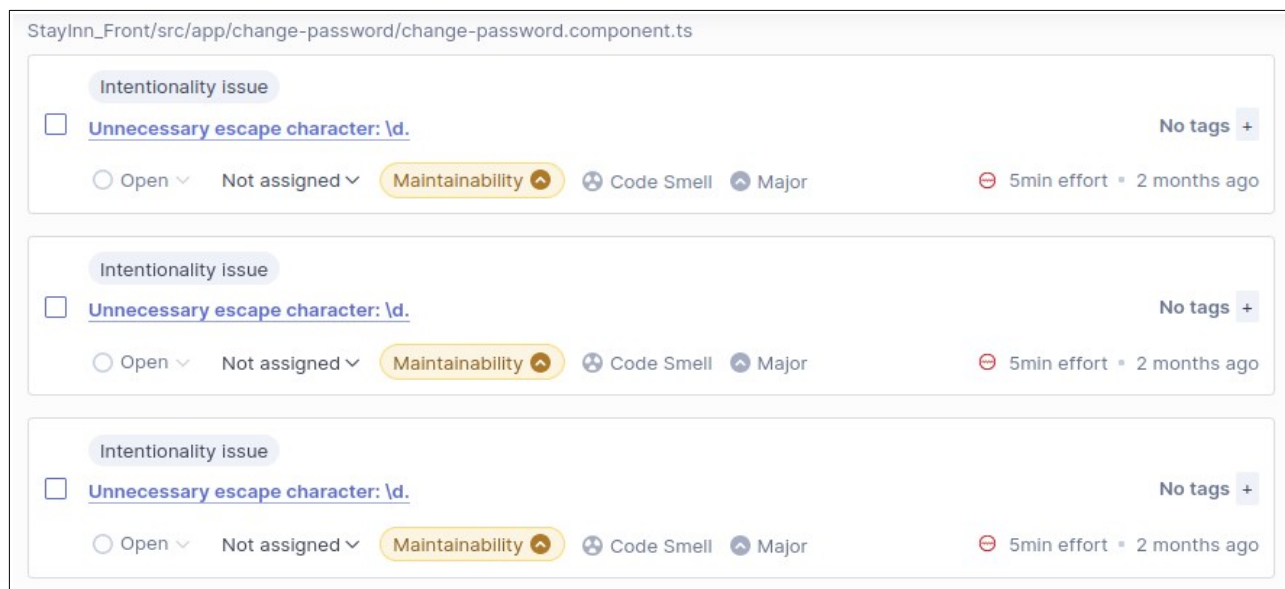 StayInn_Front/src/app/change-password/change-password.component.ts
Intentionality issue
Unnecessary escape character: \d.
No tags +
Open Not assigned Maintainability Code Smell Major 5min effort • 2 months ago
Intentionality issue
Unnecessary escape character: \d.
No tags +
Open Not assigned Maintainability Code Smell Major 5min effort • 2 months ago
Intentionality issue
Unnecessary escape character: \d.
No tags +
Open Not assigned Maintainability Code Smell Major 5min effort • 2 months ago